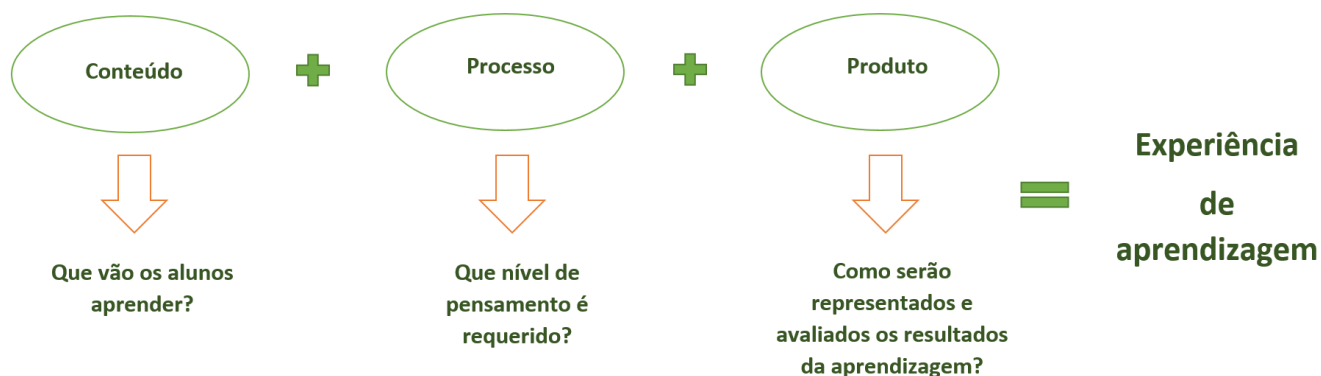 Conteúdo
Processo
Produto
Que vão os alunos
aprender?
Que nível de
pensamento é
requerido?
Como serão
representados e
avaliados os resultados
da aprendizagem?
Experiência
de
aprendizagem